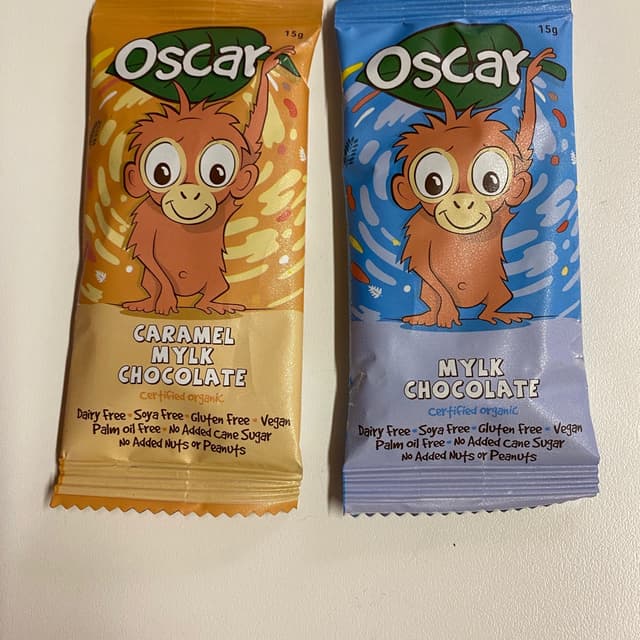 15g
Oscar
CARAMEL
MYLK
CHOCOLATE
certified organic
Dairy Free • Soya Free • Gluten Free • Vegan
Palm oil Free • No Added Cane Sugar
No Added Nuts or Peanuts
15g
Oscar
MYLK
CHOCOLATE
certified organic
Dairy Free • Soya Free • Gluten Free • Vegan
Palm oil Free • No Added Cane Sugar
No Added Nuts or Peanuts